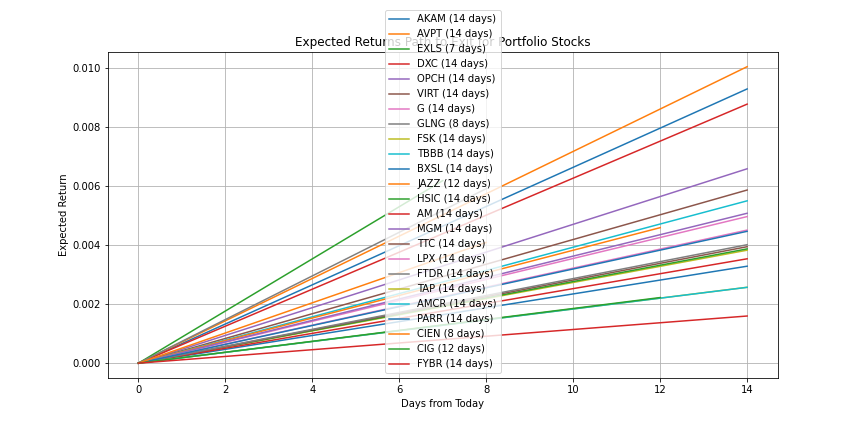 Expected Returns Path to Exit for Portfolio Stocks
AKAM (14 days)
AVPT (14 days)
EXLS (7 days)
DXC (14 days)
OPCH (14 days)
VIRT (14 days)
G (14 days)
GLNG (8 days)
FSK (14 days)
TBBB (14 days)
BXSL (14 days)
JAZZ (12 days)
HSIC (14 days)
AM (14 days)
MGM (14 days)
TTC (14 days)
LPX (14 days)
FTDR (14 days)
TAP (14 days)
AMCR (14 days)
PARR (14 days)
CIEN (8 days)
CIG (12 days)
FYBR (14 days)
Expected Return
0.010
0.008
0.006
0.004
0.002
0.000
0 2 4 6 8 10 12 14
Days from Today